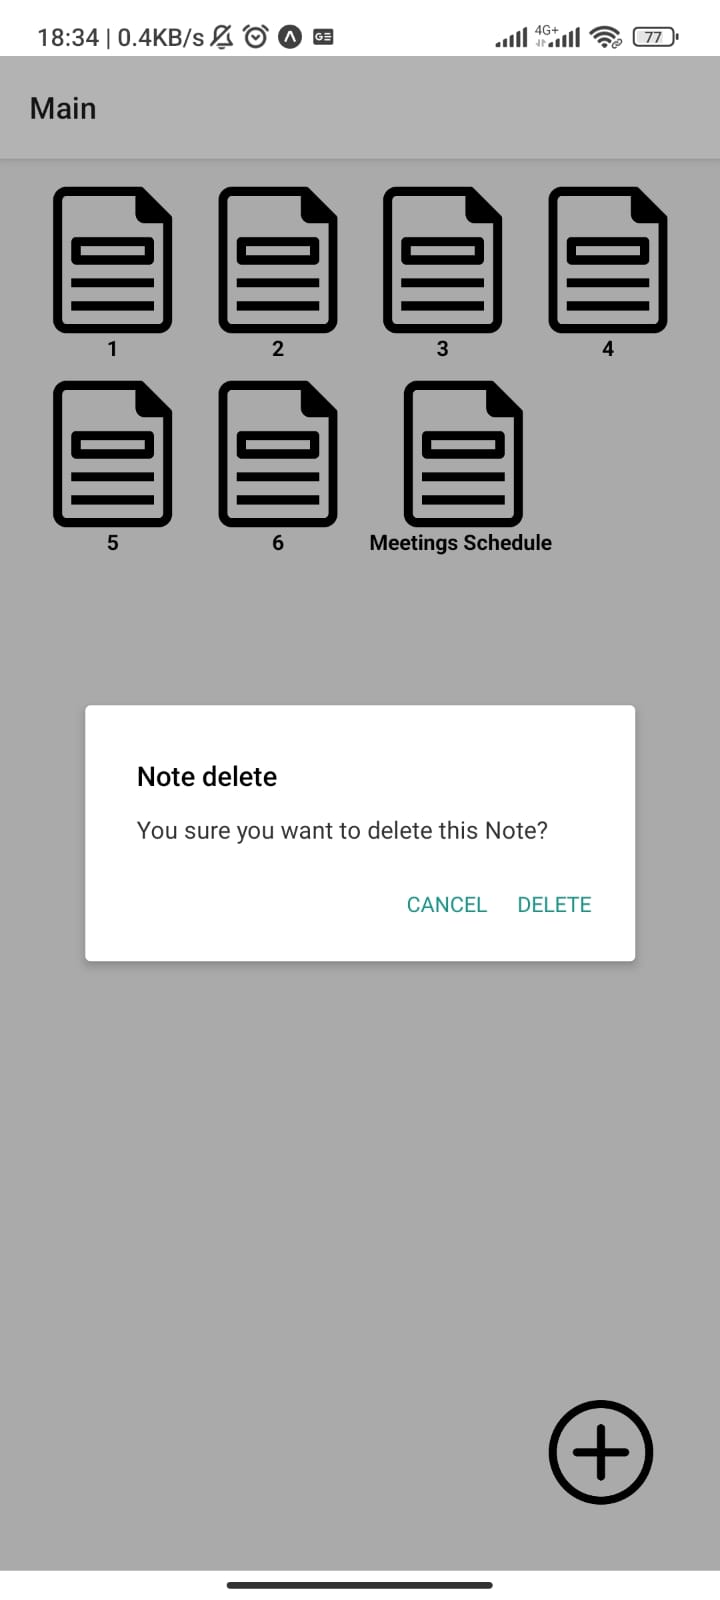 18:34 | 0.4KB/s GE 4G+ 77
Main
1 2 3 4
5 6 Meetings Schedule
Note delete
You sure you want to delete this Note?
CANCEL DELETE